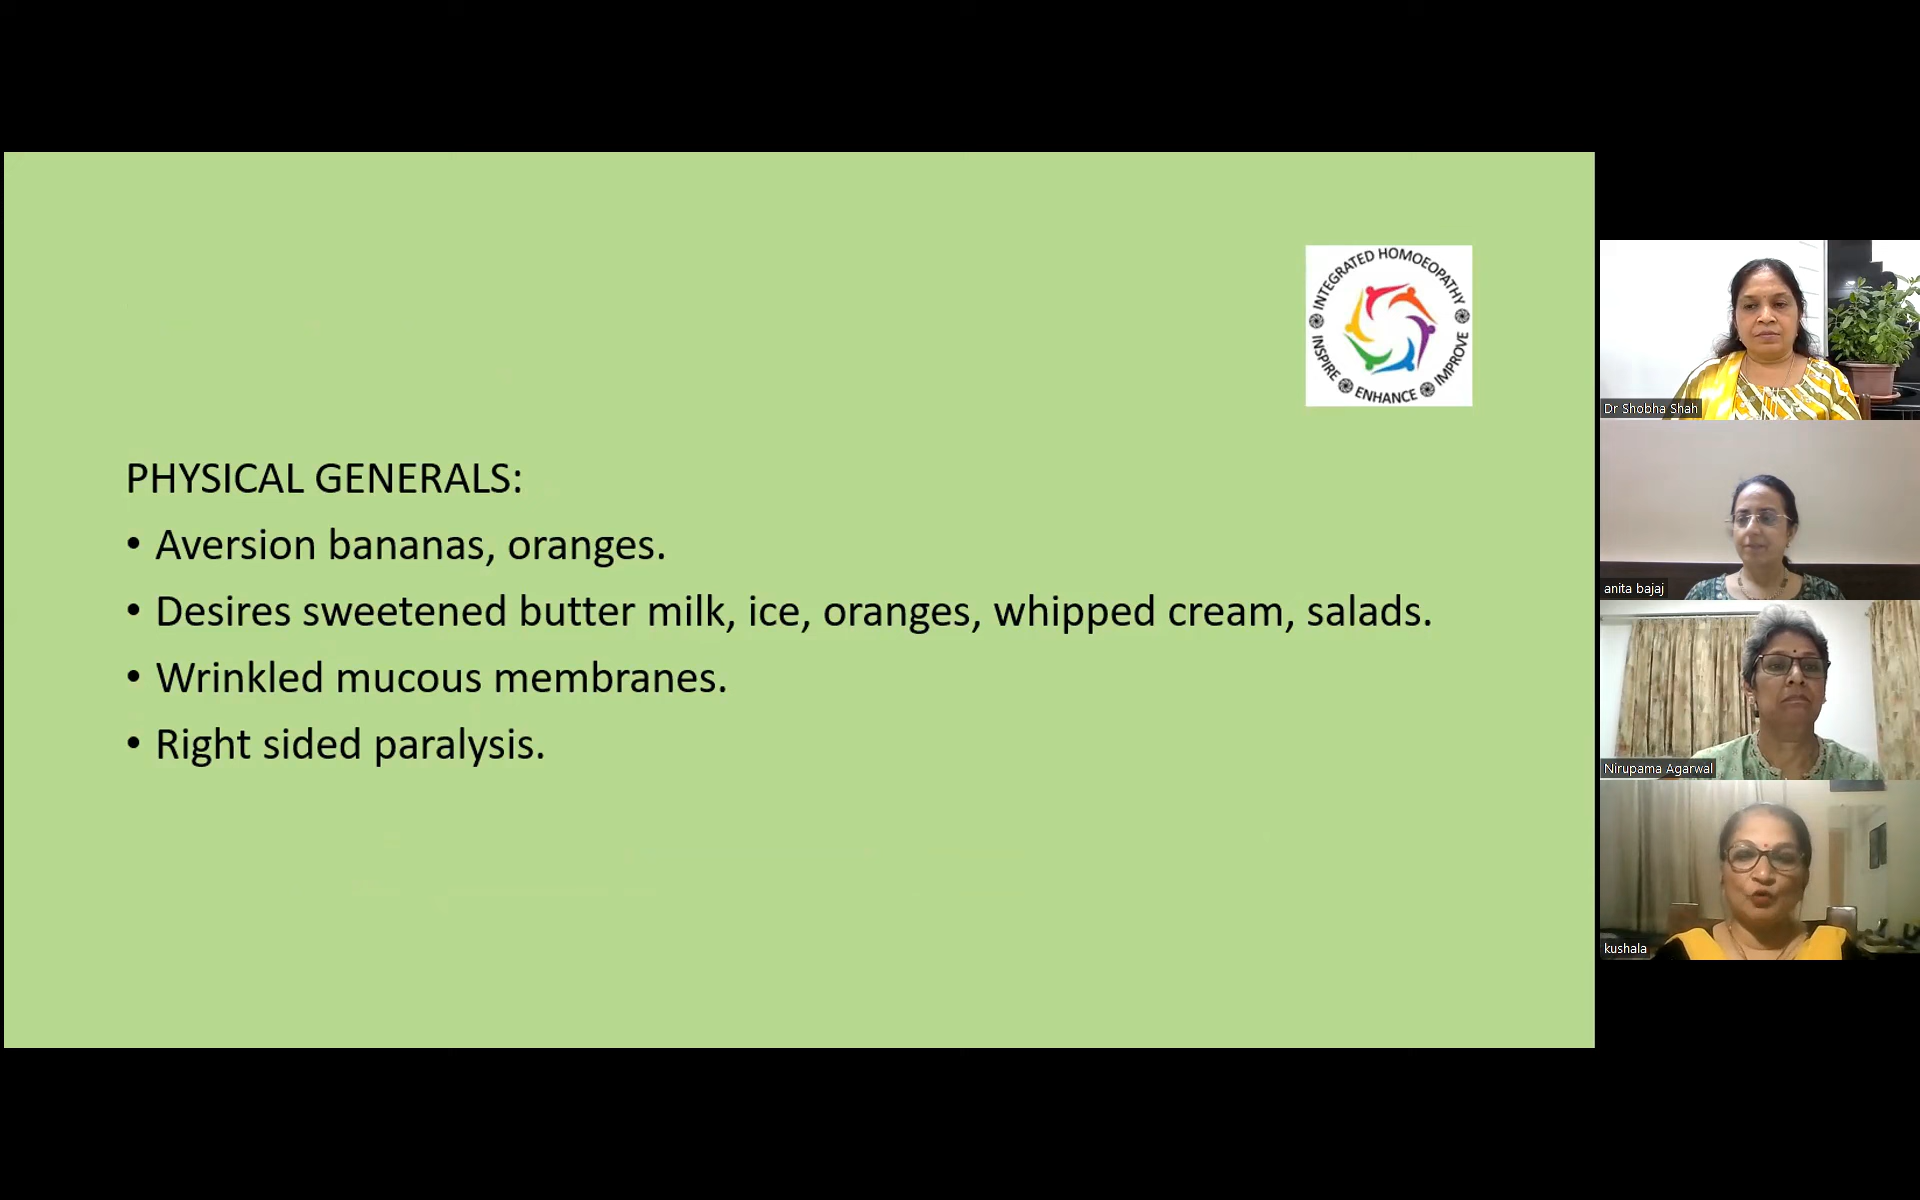 INTEGRATED HOMOEOPATHY
INSPIRE ENHANCE IMPROVE
PHYSICAL GENERALS:
• Aversion bananas, oranges.
• Desires sweetened butter milk, ice, oranges, whipped cream, salads.
• Wrinkled mucous membranes.
• Right sided paralysis.
Dr Shobha Shah
anita bajaj
Nirupama Agarwal
kushala